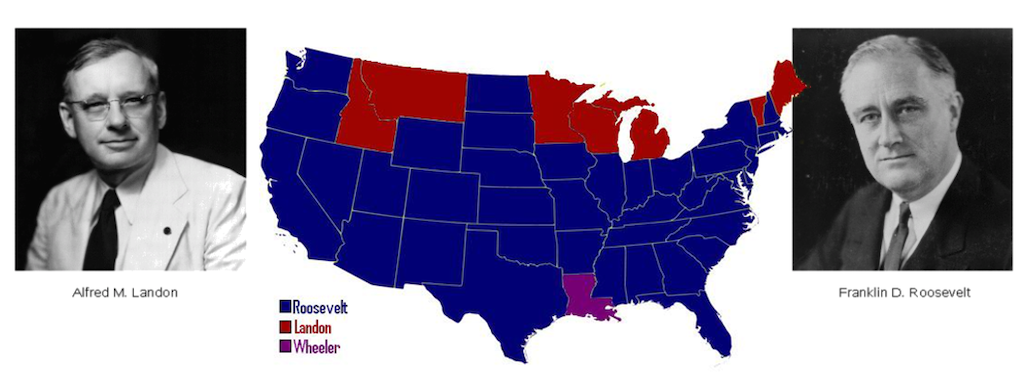 Alfred M. Landon
Roosevelt
Landon
Wheeler
Franklin D. Roosevelt